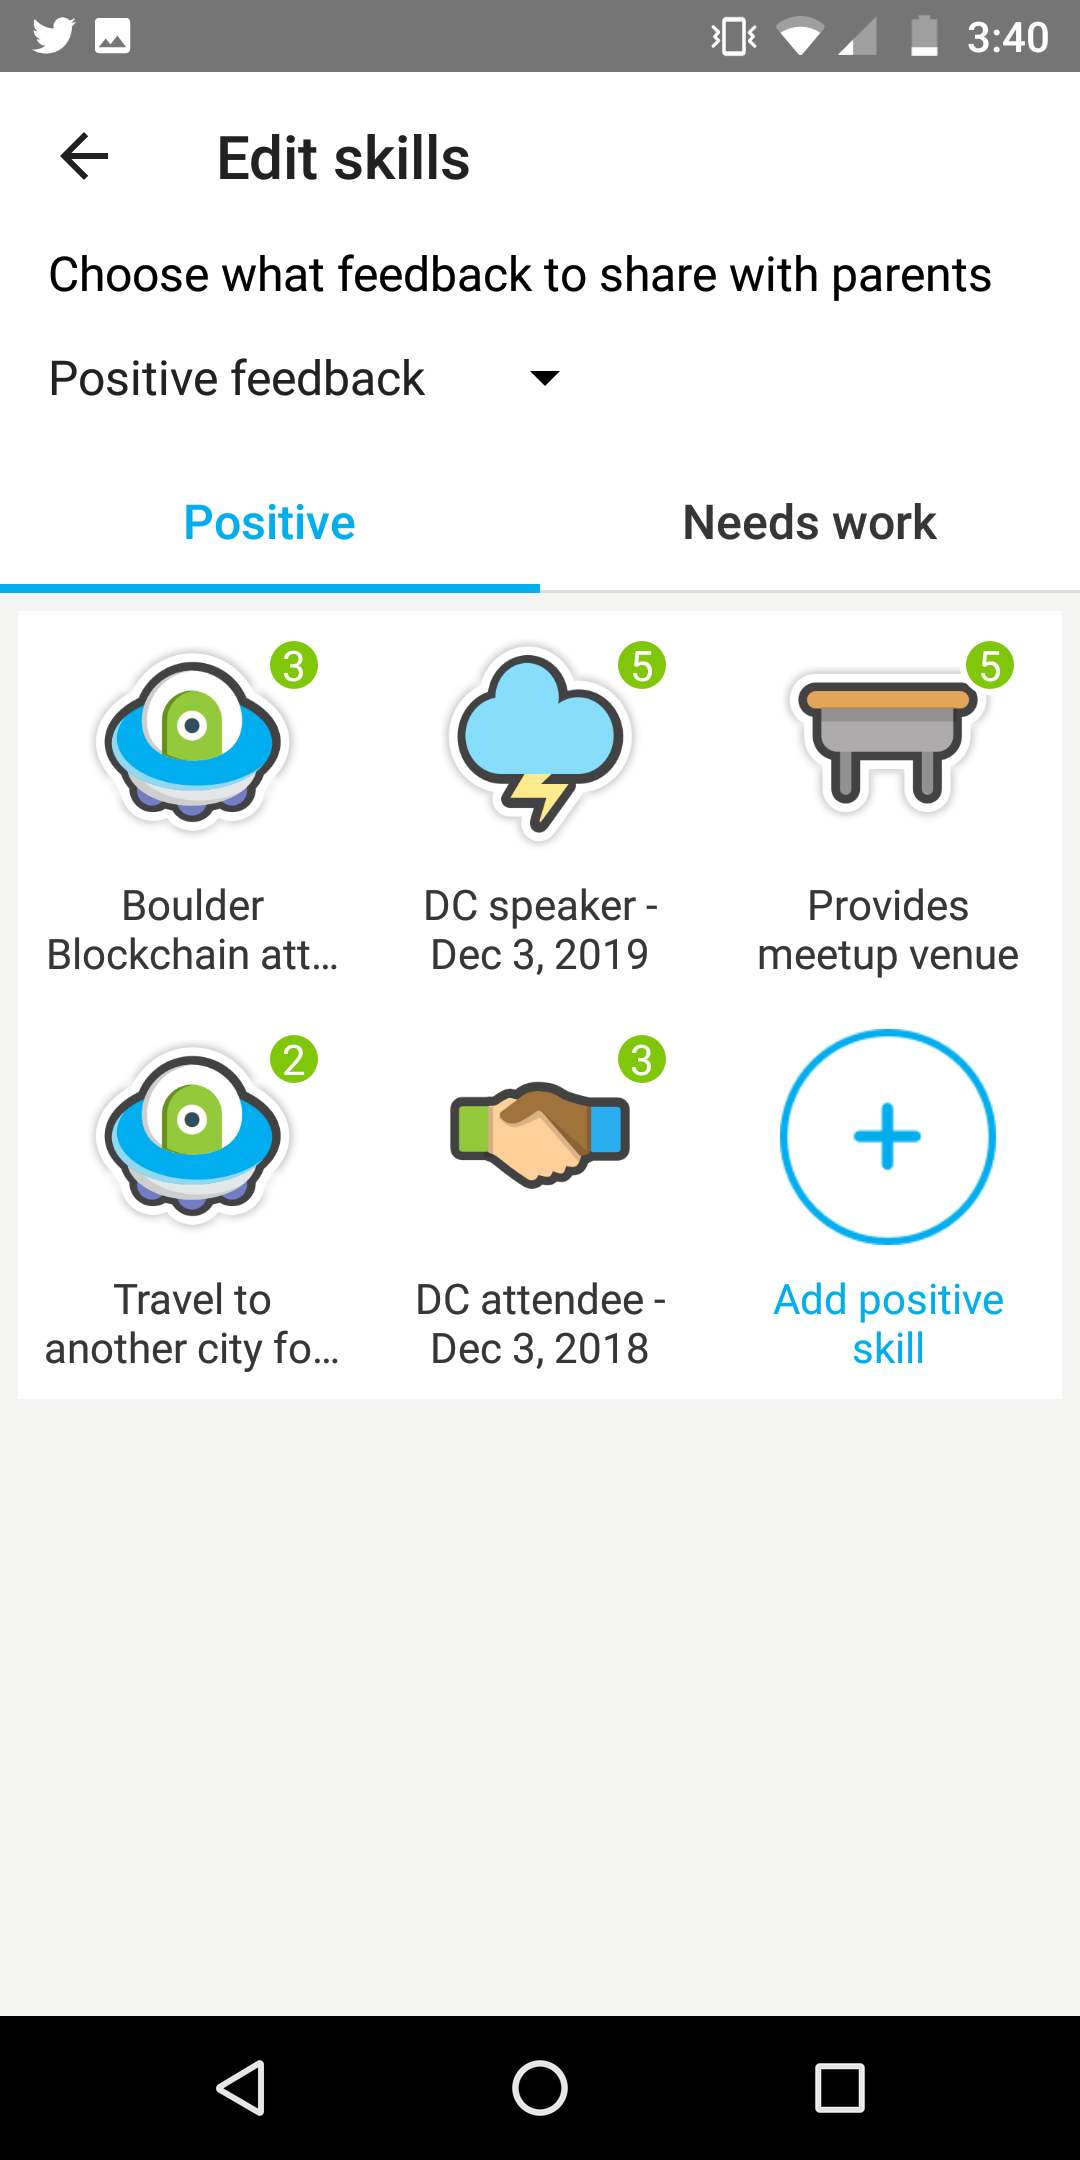 3:40
Edit skills
Choose what feedback to share with parents
Positive feedback
Positive
Needs work
3
5
5
Boulder
Blockchain att...
DC speaker -
Dec 3, 2019
Provides
meetup venue
2
3
Travel to
another city fo...
DC attendee -
Dec 3, 2018
Add positive
skill